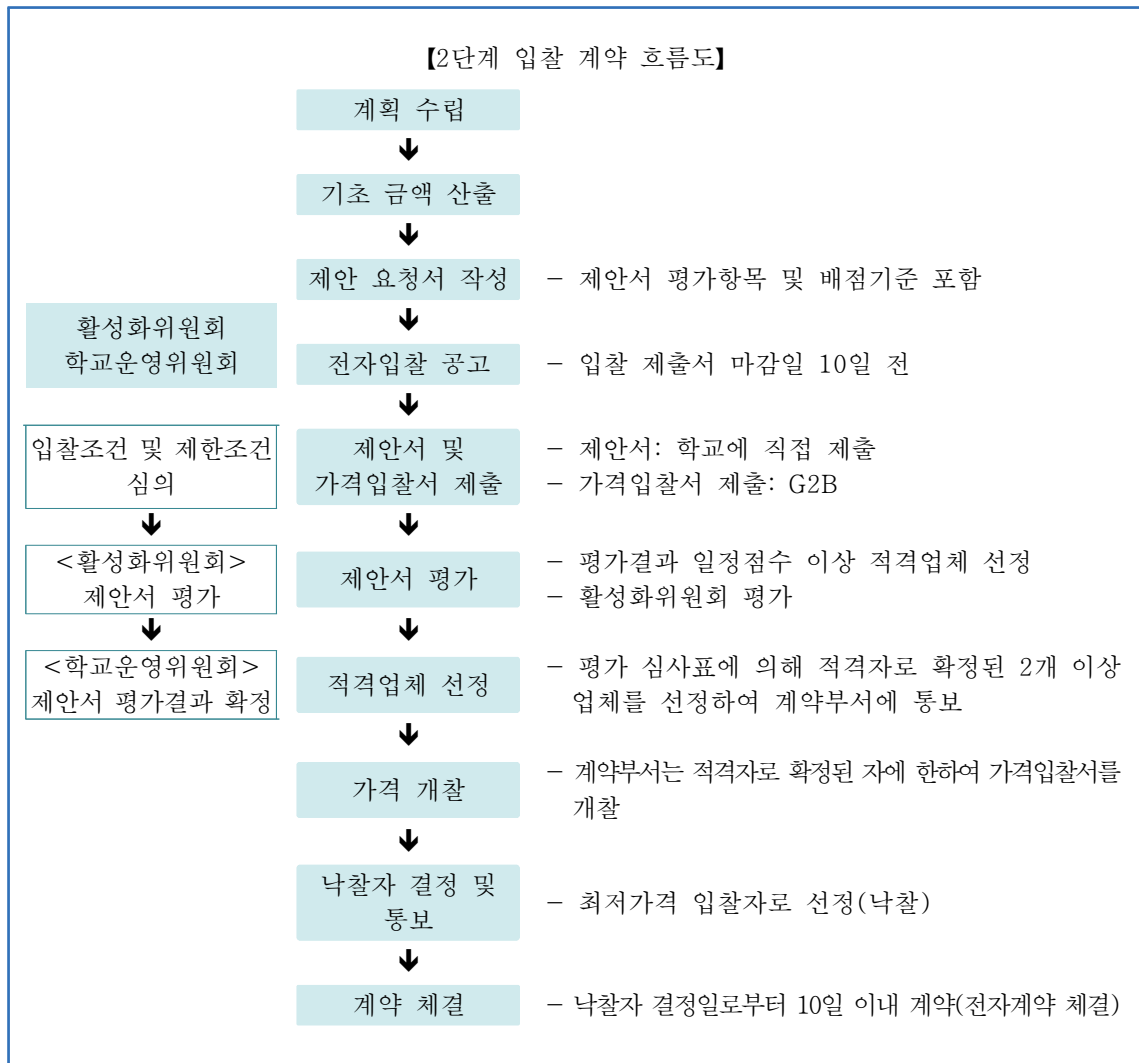 【2단계 입찰 계약 흐름도】
계획 수립
🡻
기초 금액 산출
🡻
제안 요청서 작성
－ 제안서 평가항목 및 배점기준 포함
🡻
활성화위원회
학교운영위원회
전자입찰 공고
－ 입찰 제출서 마감일 10일 전
🡻
입찰조건 및 제한조건
심의
제안서 및
가격입찰서 제출
－ 제안서: 학교에 직접 제출
－ 가격입찰서 제출: G2B
🡻
🡻
<활성화위원회>
제안서 평가
제안서 평가
－ 평가결과 일정점수 이상 적격업체 선정
－ 활성화위원회 평가
🡻
🡻
<학교운영위원회>
제안서 평가결과 확정
적격업체 선정
－ 평가 심사표에 의해 적격자로 확정된 2개 이상
업체를 선정하여 계약부서에 통보
🡻
가격 개찰
－ 계약부서는 적격자로 확정된 자에 한하여 가격입찰서를
개찰
🡻
낙찰자 결정 및
통보
－ 최저가격 입찰자로 선정(낙찰)
🡻
계약 체결
－ 낙찰자 결정일로부터 10일 이내 계약(전자계약 체결)